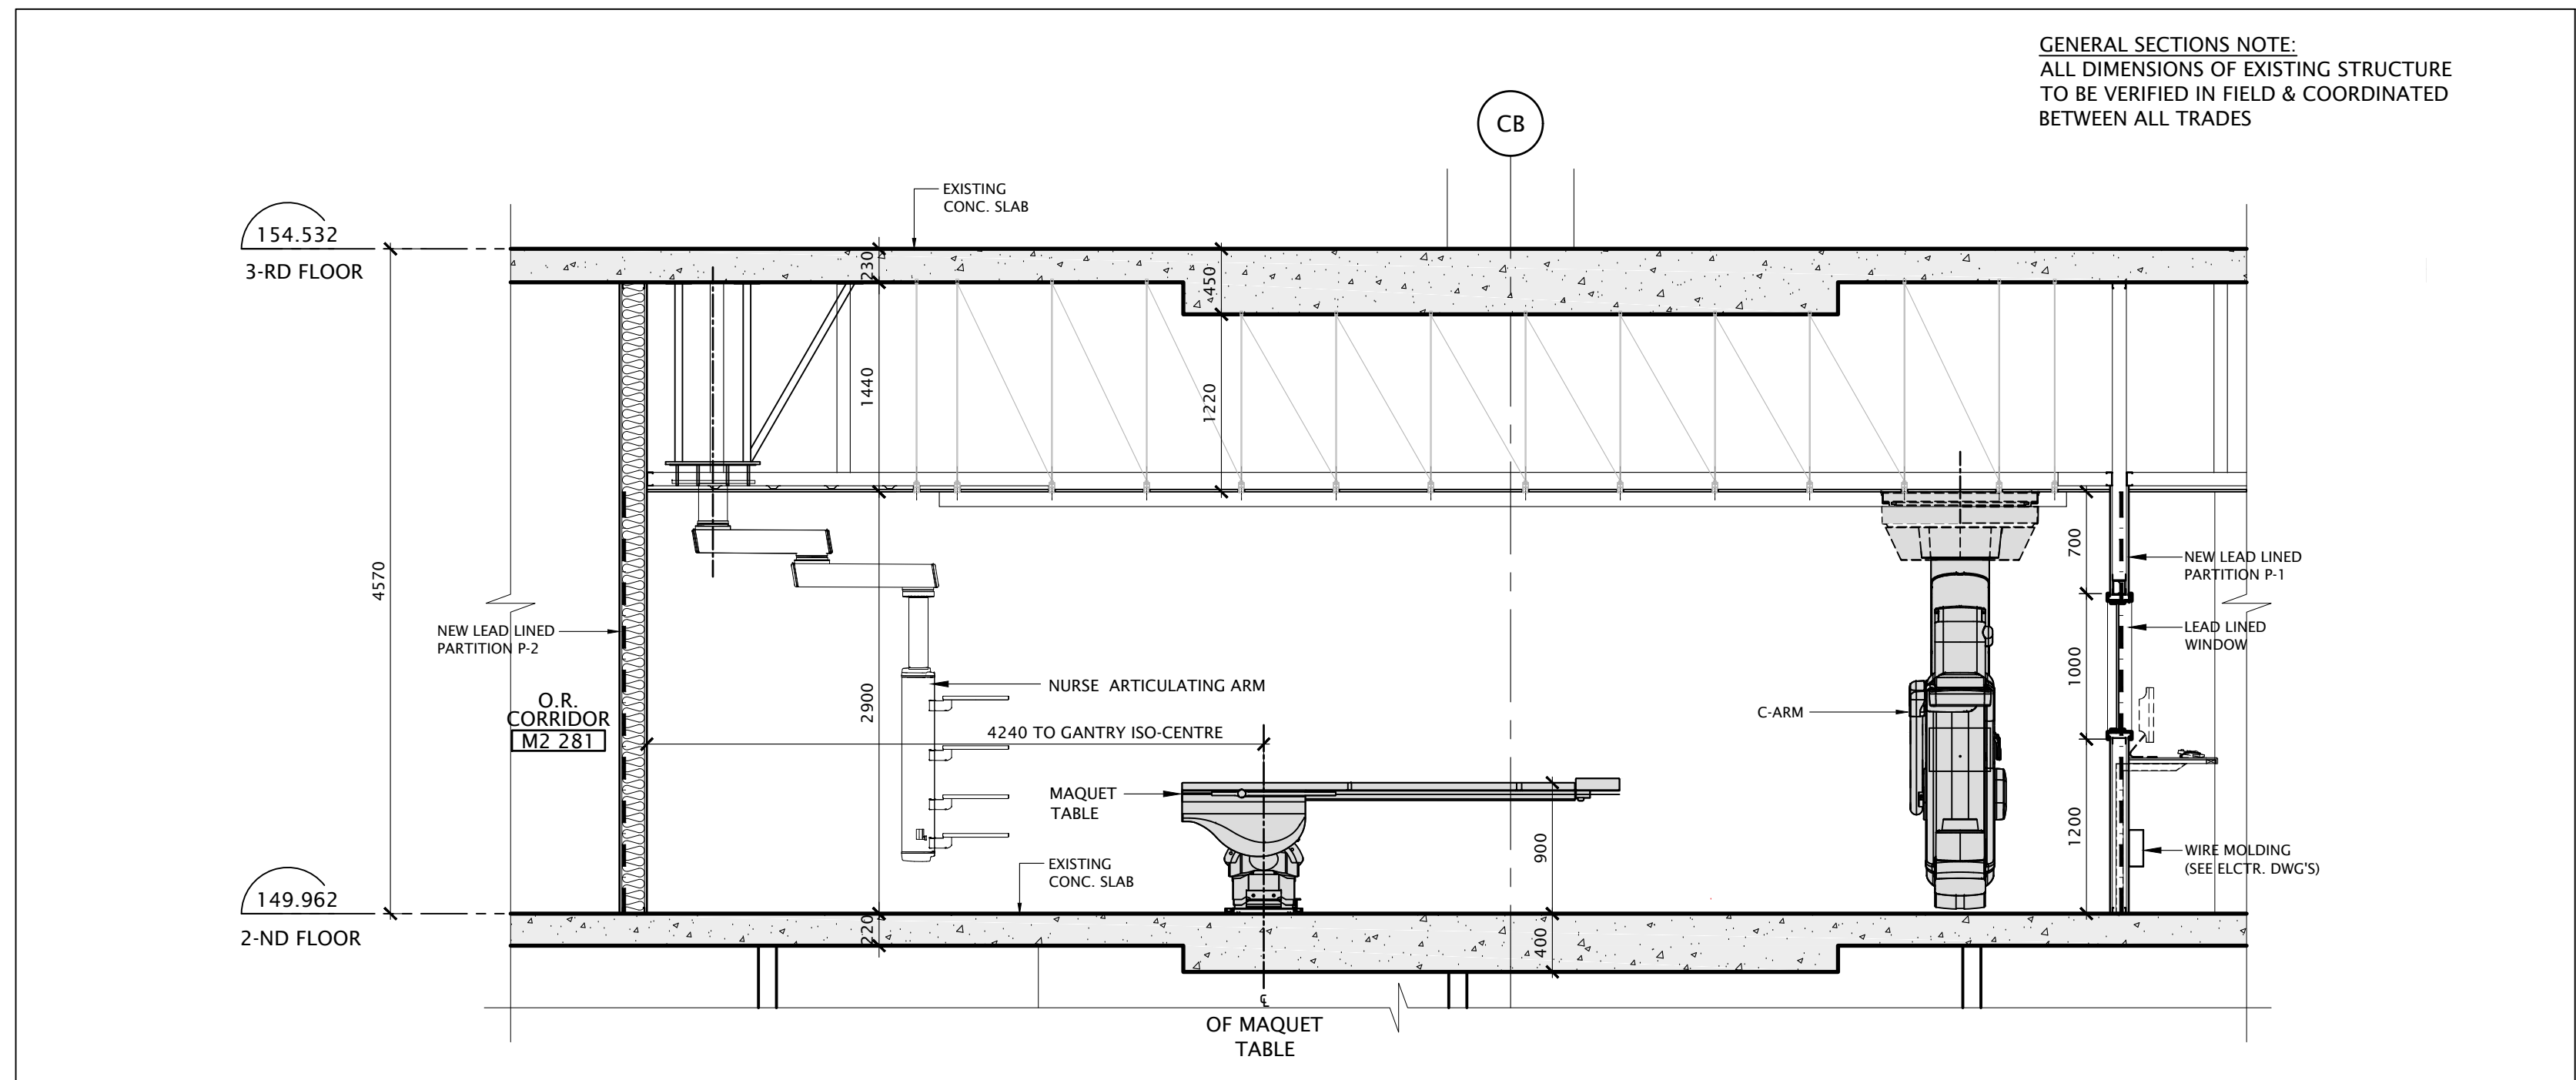 GENERAL SECTIONS NOTE:
ALL DIMENSIONS OF EXISTING STRUCTURE
TO BE VERIFIED IN FIELD & COORDINATED
BETWEEN ALL TRADES
CB
EXISTING
CONC. SLAB
154.532
3-RD FLOOR
230
450
1440
1220
4570
700
NEW LEAD LINED
PARTITION P-1
NEW LEAD LINED
PARTITION P-2
LEAD LINED
WINDOW
1000
O.R.
CORRIDOR
M2 281
2900
NURSE ARTICULATING ARM
C-ARM
4240 TO GANTRY ISO-CENTRE
MAQUET
TABLE
900
1200
WIRE MOLDING
(SEE ELCTR. DWG'S)
EXISTING
CONC. SLAB
149.962
2-ND FLOOR
220
400
℄
OF MAQUET
TABLE